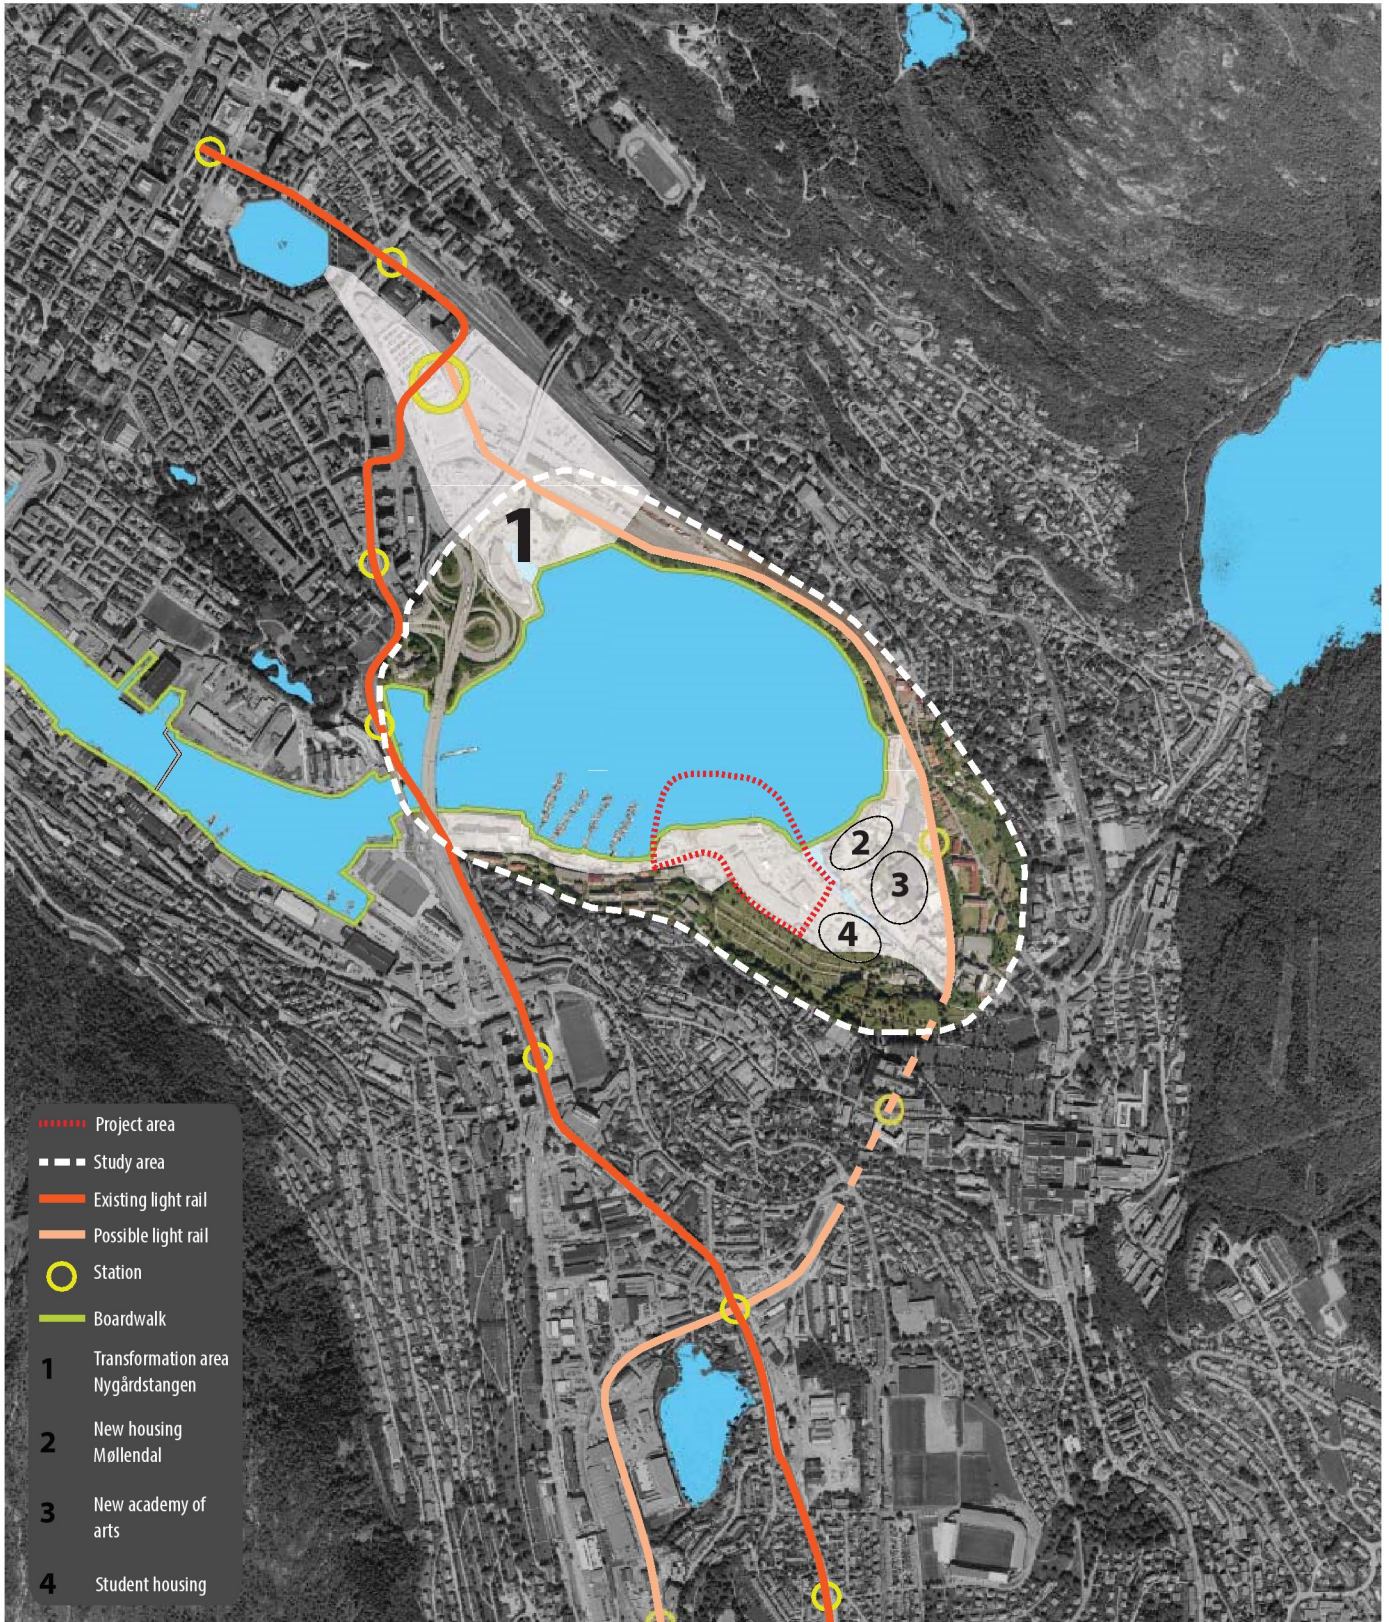 1
2
3
4
Project area
Study area
Existing light rail
Possible light rail
Station
Boardwalk
1 Transformation area
Nygårdstangen
2 New housing
Møllendal
3 New academy of
arts
4 Student housing